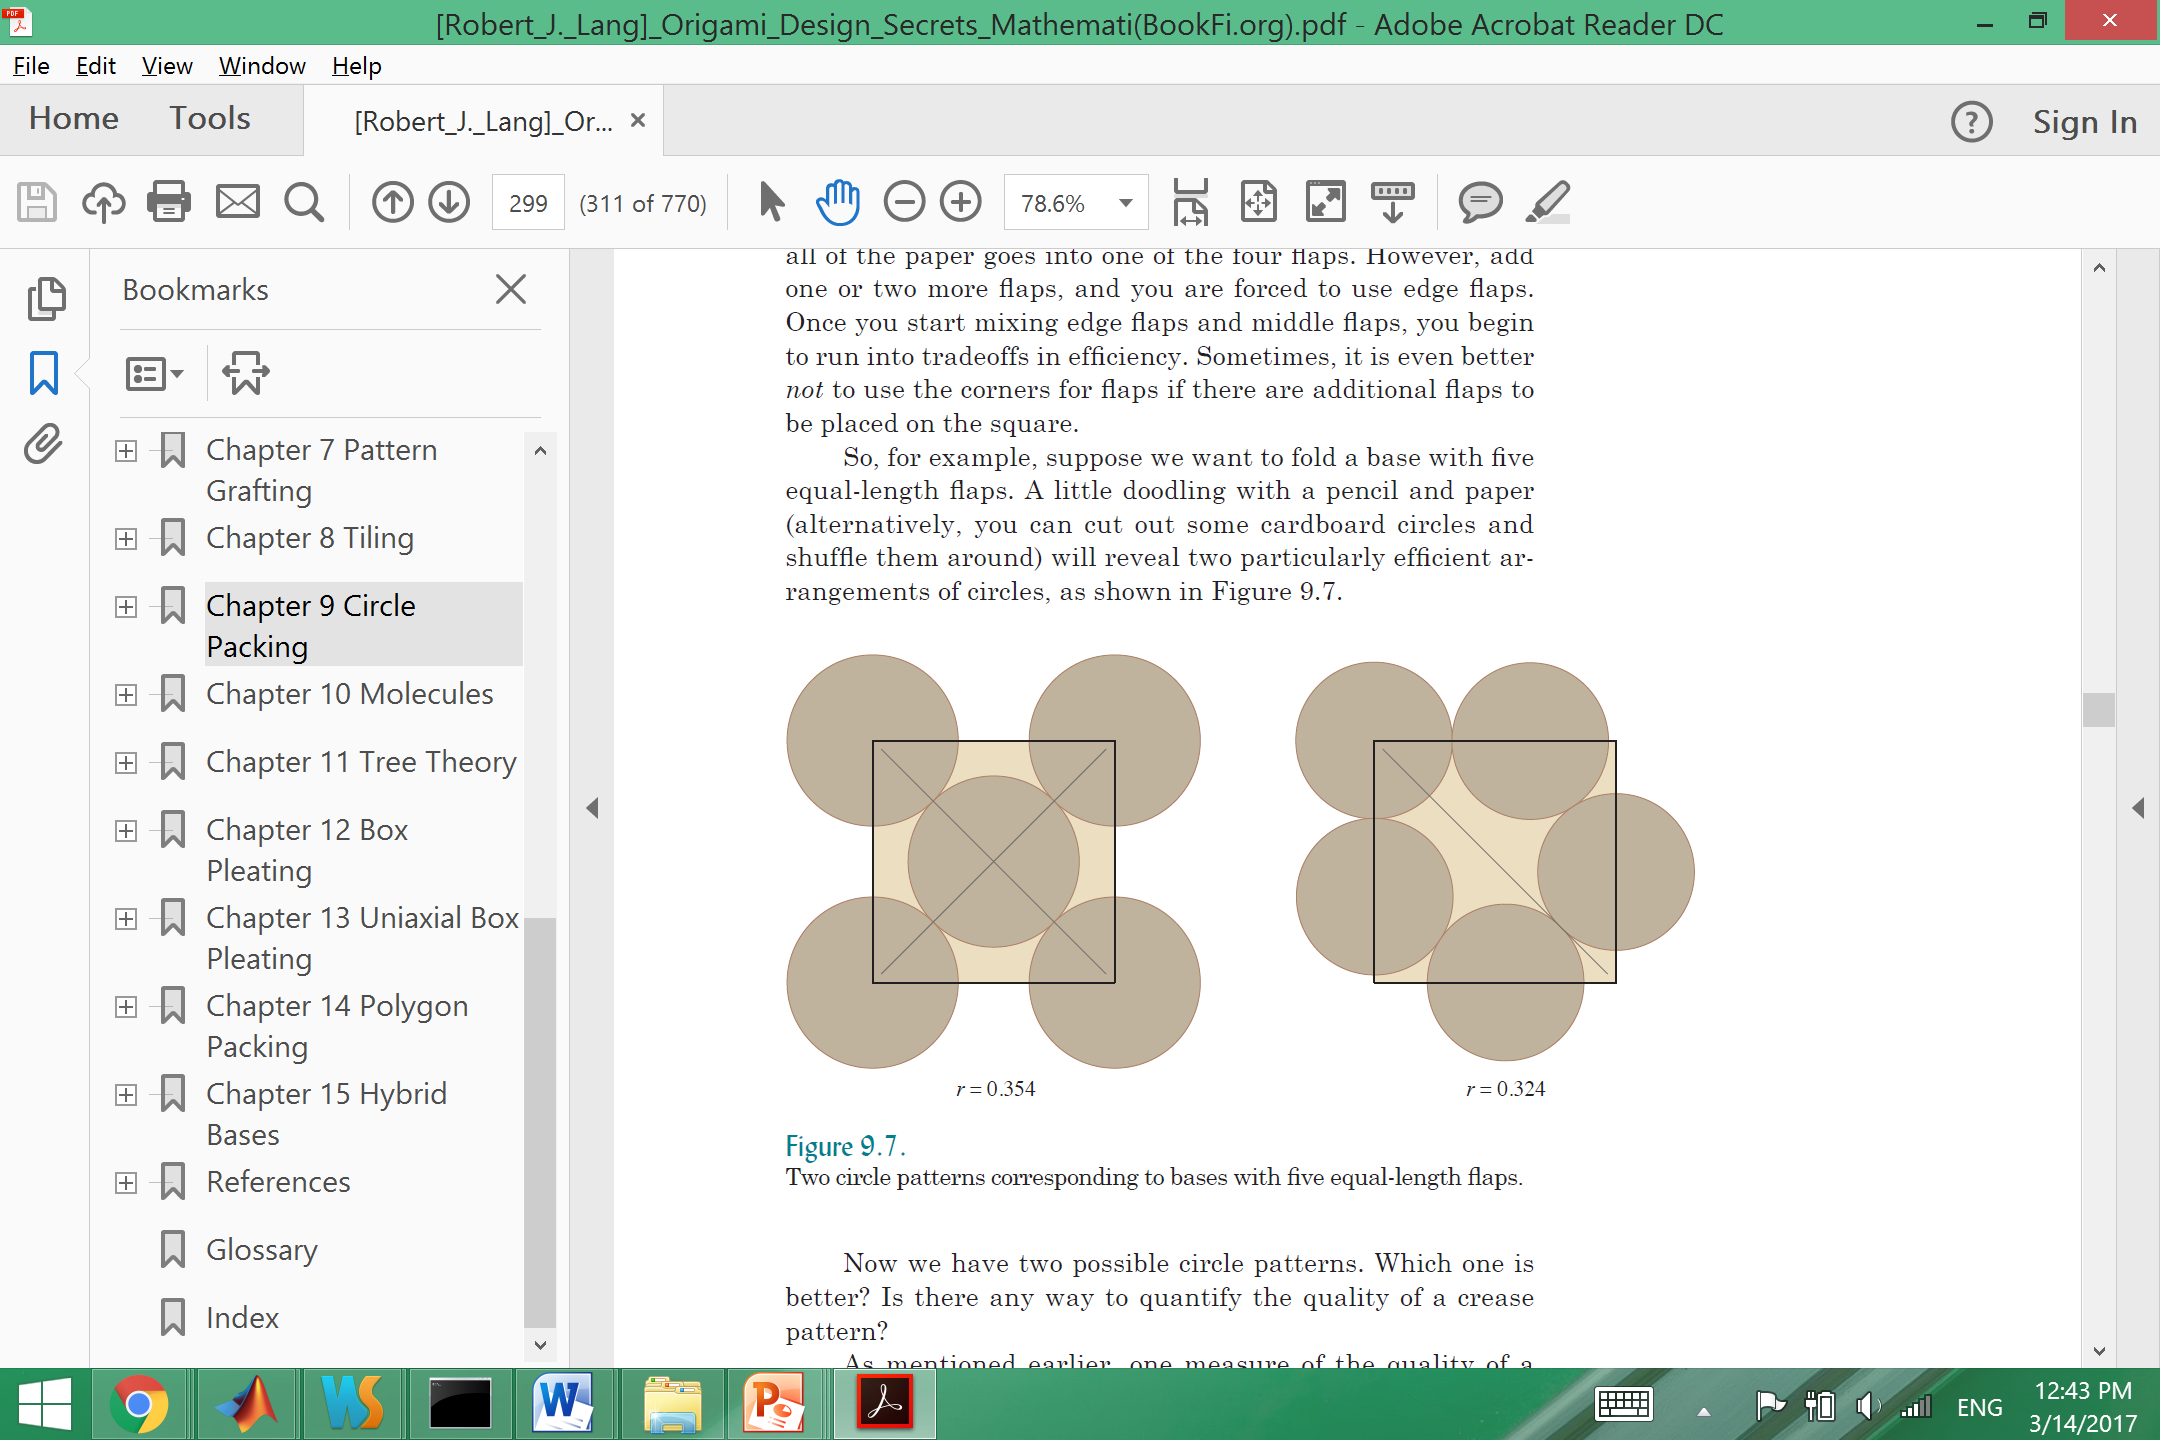 [Robert_J._Lang]_Origami_Design_Secrets_Mathemati(BookFi.org).pdf - Adobe Acrobat Reader DC
File Edit View Window Help
Home Tools [Robert_J._Lang]_Or... Sign In
299 (311 of 770) 78.6%
Bookmarks
Chapter 7 Pattern
Grafting
Chapter 8 Tiling
Chapter 9 Circle
Packing
Chapter 10 Molecules
Chapter 11 Tree Theory
Chapter 12 Box
Pleating
Chapter 13 Uniaxial Box
Pleating
Chapter 14 Polygon
Packing
Chapter 15 Hybrid
Bases
References
Glossary
Index
all of the paper goes into one of the four flaps. However, add
one or two more flaps, and you are forced to use edge flaps.
Once you start mixing edge flaps and middle flaps, you begin
to run into tradeoffs in efficiency. Sometimes, it is even better
not to use the corners for flaps if there are additional flaps to
be placed on the square.
So, for example, suppose we want to fold a base with five
equal-length flaps. A little doodling with a pencil and paper
(alternatively, you can cut out some cardboard circles and
shuffle them around) will reveal two particularly efficient ar-
rangements of circles, as shown in Figure 9.7.
r = 0.354
r = 0.324
Figure 9.7.
Two circle patterns corresponding to bases with five equal-length flaps.
Now we have two possible circle patterns. Which one is
better? Is there any way to quantify the quality of a crease
pattern?
As mentioned earlier, one measure of the quality of a
ENG
12:43 PM
3/14/2017